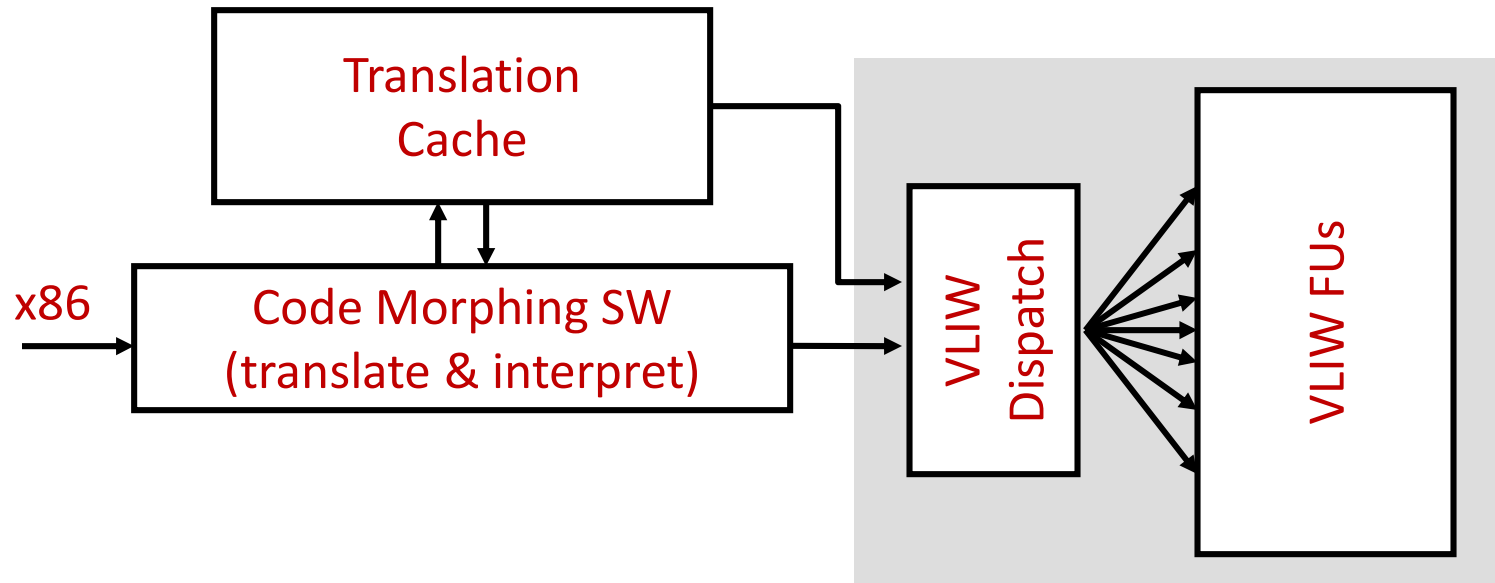 Translation
Cache
x86
Code Morphing SW
(translate & interpret)
VLIW
Dispatch
VLIW FUs